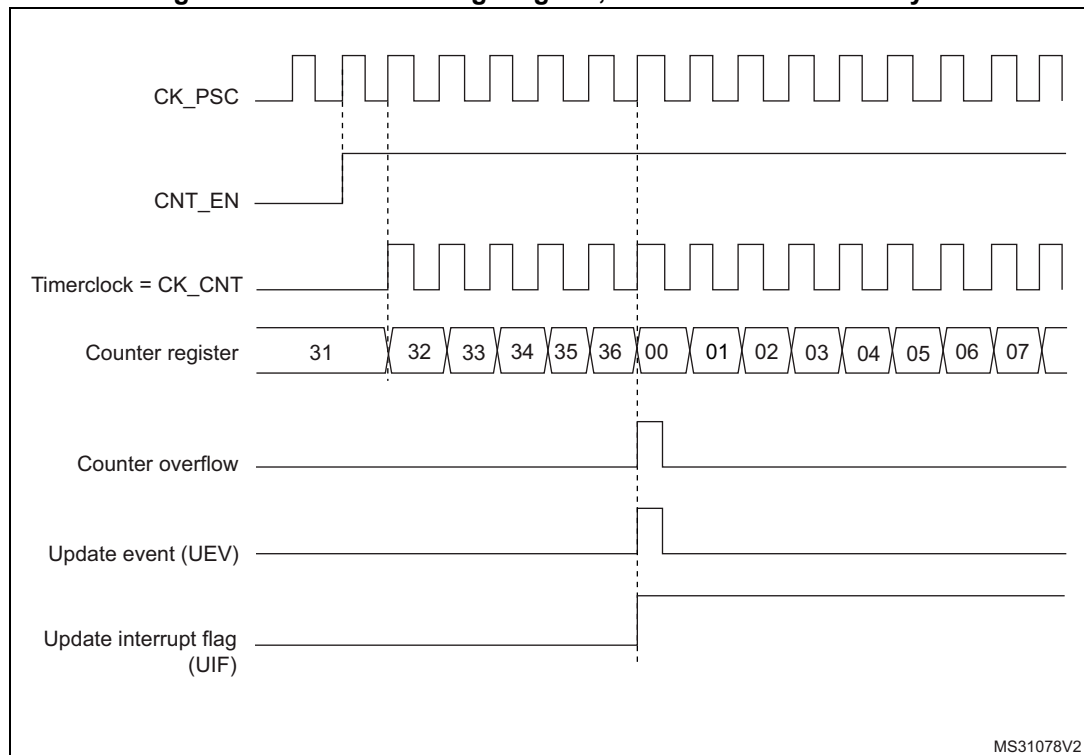 CK_PSC
CNT_EN
Timerclock = CK_CNT
Counter register 31 32 33 34 35 36 00 01 02 03 04 05 06 07
Counter overflow
Update event (UEV)
Update interrupt flag
(UIF)
MS31078V2